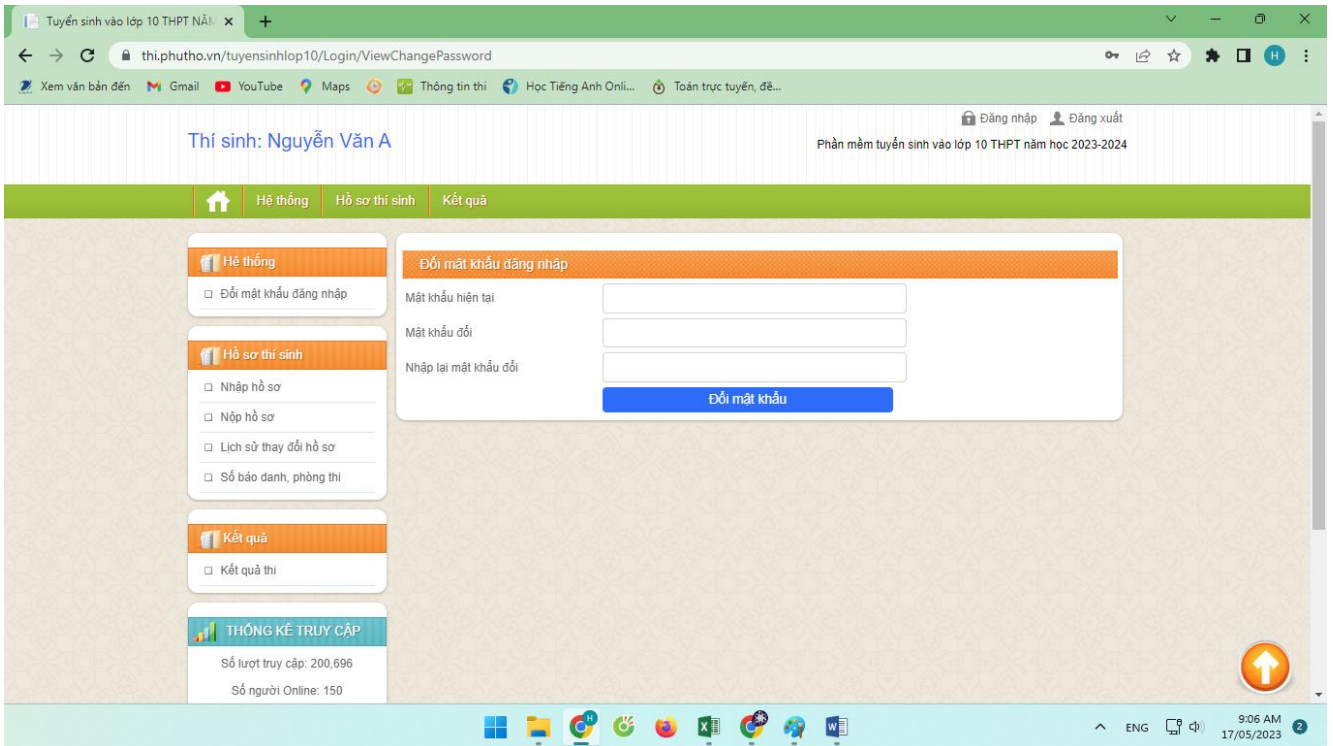 Tuyển sinh vào lớp 10 THPT NĂM
thi.phutho.vn/tuyensinhlop10/Login/ViewChangePassword
H
Xem văn bản đến Gmail YouTube Maps Thông tin thi Học Tiếng Anh Onli... Toán trực tuyến, đề...
Đăng nhập Đăng xuất
Thí sinh: Nguyễn Văn A
Phần mềm tuyển sinh vào lớp 10 THPT năm học 2023-2024
Hệ thống Hồ sơ thí sinh Kết quả
Hệ thống
Đổi mật khẩu đăng nhập
Hồ sơ thí sinh
Nhập hồ sơ
Nộp hồ sơ
Lịch sử thay đổi hồ sơ
Số báo danh, phòng thi
Kết quả
Kết quả thi
THỐNG KÊ TRUY CẬP
Số lượt truy cập: 200,696
Số người Online: 150
Đổi mật khẩu đăng nhập
Mật khẩu hiện tại
Mật khẩu đổi
Nhập lại mật khẩu đổi
Đổi mật khẩu
ENG
9:06 AM
17/05/2023
2